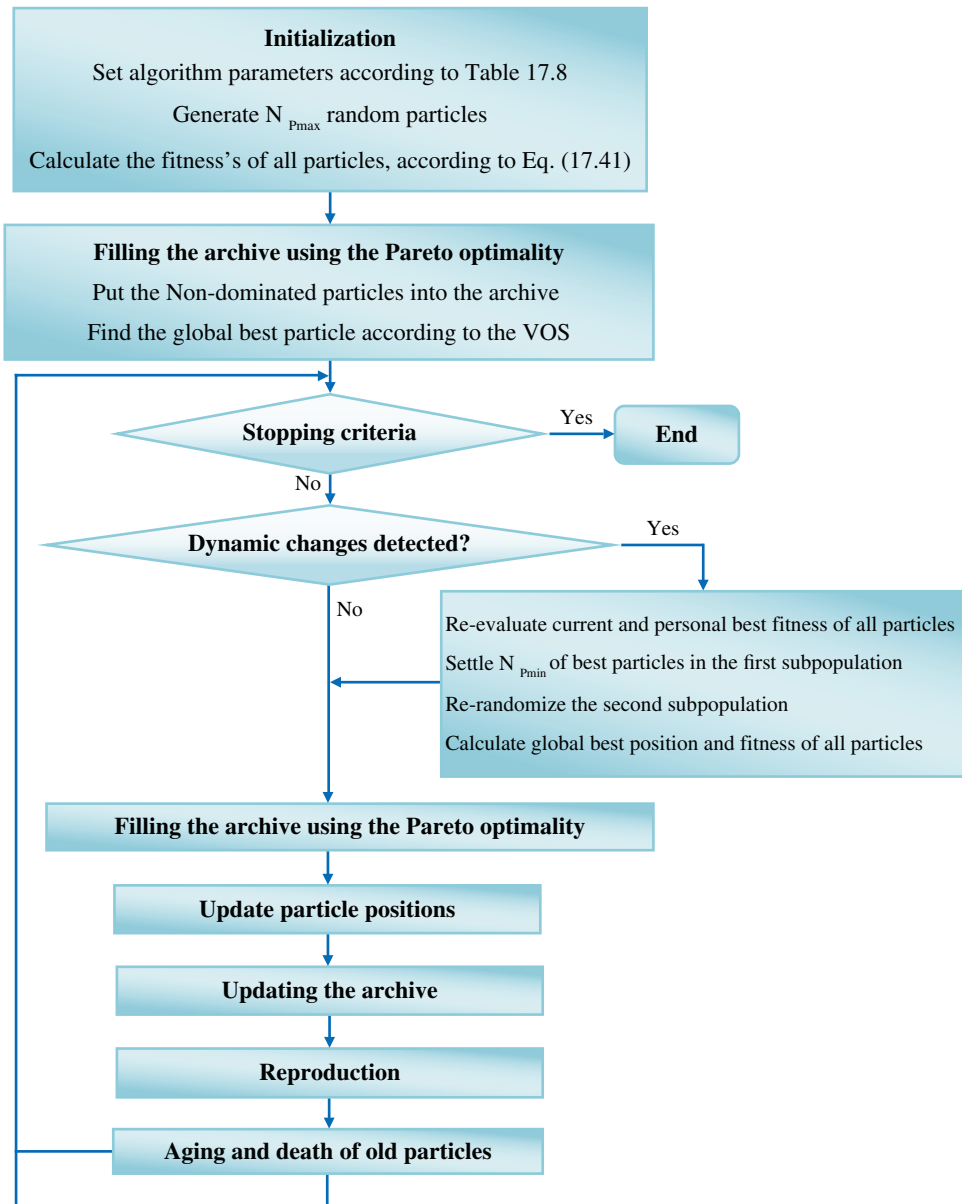 Initialization
Set algorithm parameters according to Table 17.8
Generate N Pmax random particles
Calculate the fitness's of all particles, according to Eq. (17.41)
Filling the archive using the Pareto optimality
Put the Non-dominated particles into the archive
Find the global best particle according to the VOS
Stopping criteria
Yes
End
No
Dynamic changes detected?
Yes
No
Re-evaluate current and personal best fitness of all particles
Settle N Pmin of best particles in the first subpopulation
Re-randomize the second subpopulation
Calculate global best position and fitness of all particles
Filling the archive using the Pareto optimality
Update particle positions
Updating the archive
Reproduction
Aging and death of old particles